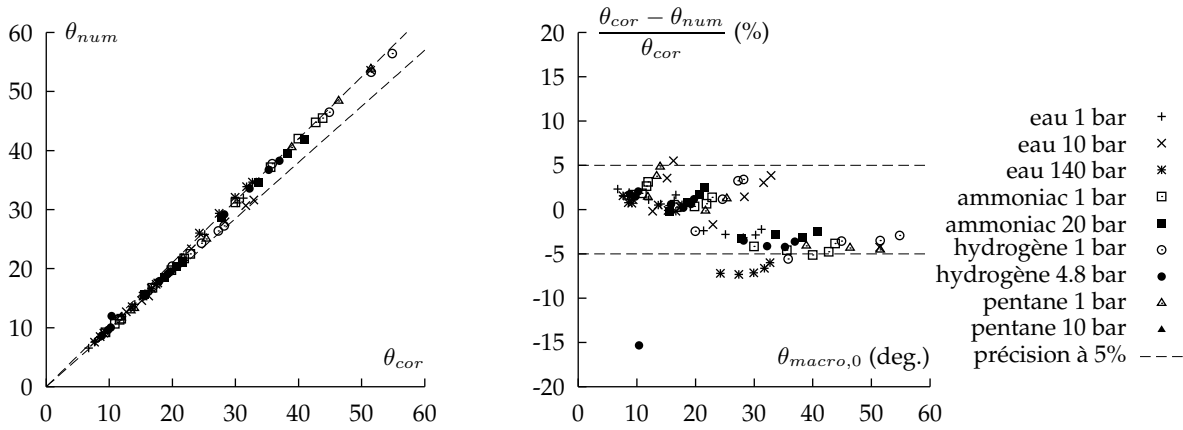 60
50
40
30
20
10
0
θnum
θcor
0 10 20 30 40 50 60
20
15
10
5
0
-5
-10
-15
-20
θcor − θnum
θcor
(%)
θmacro,0 (deg.)
0 10 20 30 40 50 60
eau 1 bar
eau 10 bar
eau 140 bar
ammoniac 1 bar
ammoniac 20 bar
hydrogène 1 bar
hydrogène 4.8 bar
pentane 1 bar
pentane 10 bar
précision à 5%